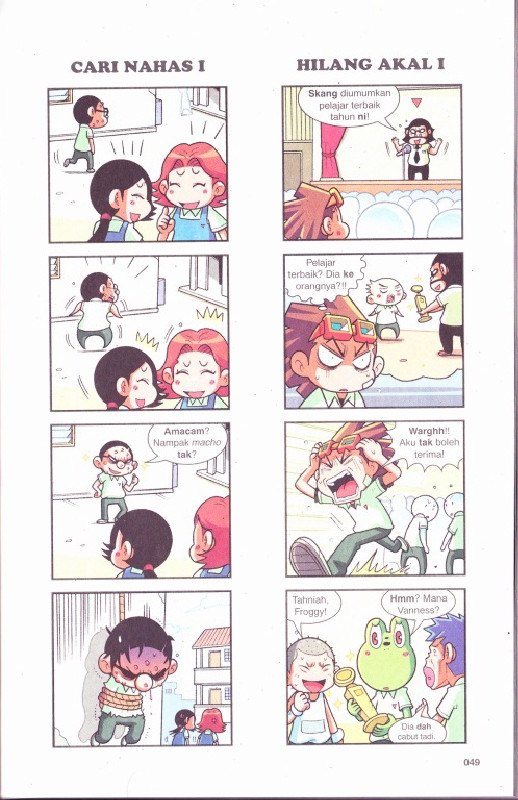 CARI NAHAS I
Amacam?
Nampak macho
tak?
HILANG AKAL I
Skang diumumkan
pelajar terbaik
tahun ni!
Pelajar
terbaik? Dia ke
orangnya?!!
Warghh!!
Aku tak boleh
terima!
Tahniah,
Froggy!
Hmm? Mana
Vanness?
Dia dah
cabut tadi.
049